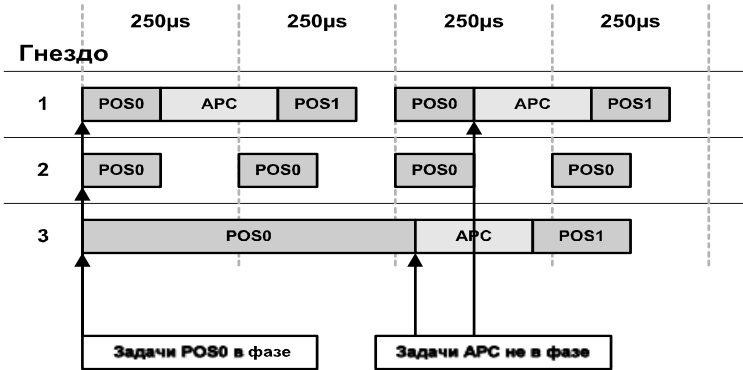 250µs 250µs 250µs 250µs
Гнездо
1 POS0 APC POS1 POS0 APC POS1
2 POS0 POS0 POS0 POS0
3 POS0 APC POS1
Задачи POS0 в фазе Задачи APC не в фазе